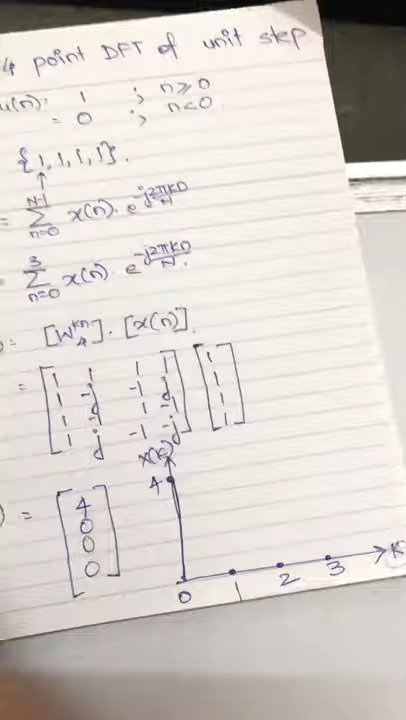 4 point DFT of unit step
u(n): 1 ; n≥0
= 0 ; n<0
{1,1,1,1}.
↑
= N-1 Σ n=0 x(n). e^-j2πkn/N
= 3 Σ n=0 x(n). e^-j2πkn/N.
= [W₄^kn]. [x(n)].
= [1 1 1 1] [1]
[1 -j -1 j] [1]
[1 -1 1 -1] [1]
[1 j -1 -j] [1]
x(k)
4
) = [4
0
0
0]
0 1 2 3 K